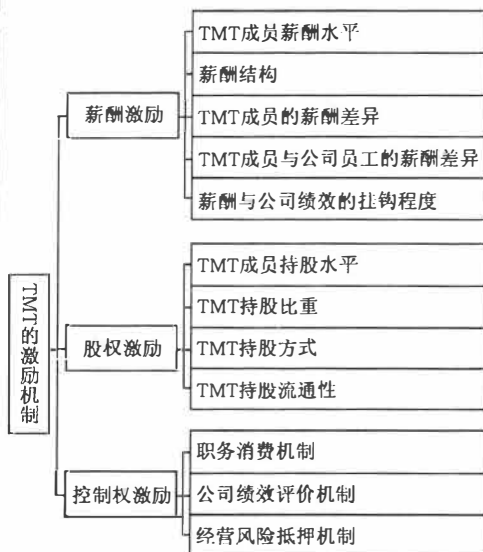 TMT的激励机制
薪酬激励
TMT成员薪酬水平
薪酬结构
TMT成员的薪酬差异
TMT成员与公司员工的薪酬差异
薪酬与公司绩效的挂钩程度
股权激励
TMT成员持股水平
TMT持股比重
TMT持股方式
TMT持股流通性
控制权激励
职务消费机制
公司绩效评价机制
经营风险抵押机制